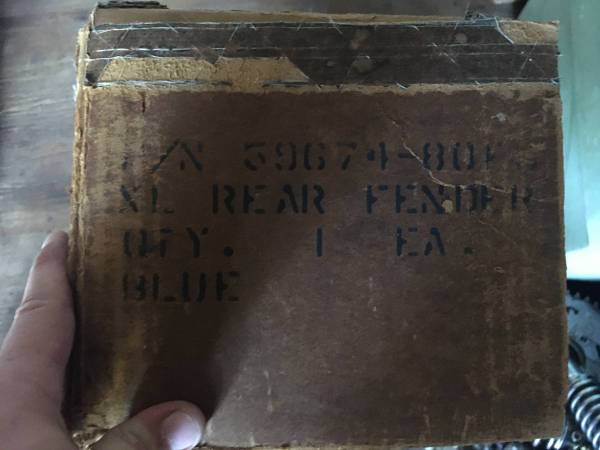 P/N 59674-80
XL REAR FENDER
QTY. 1 EA.
BLUE